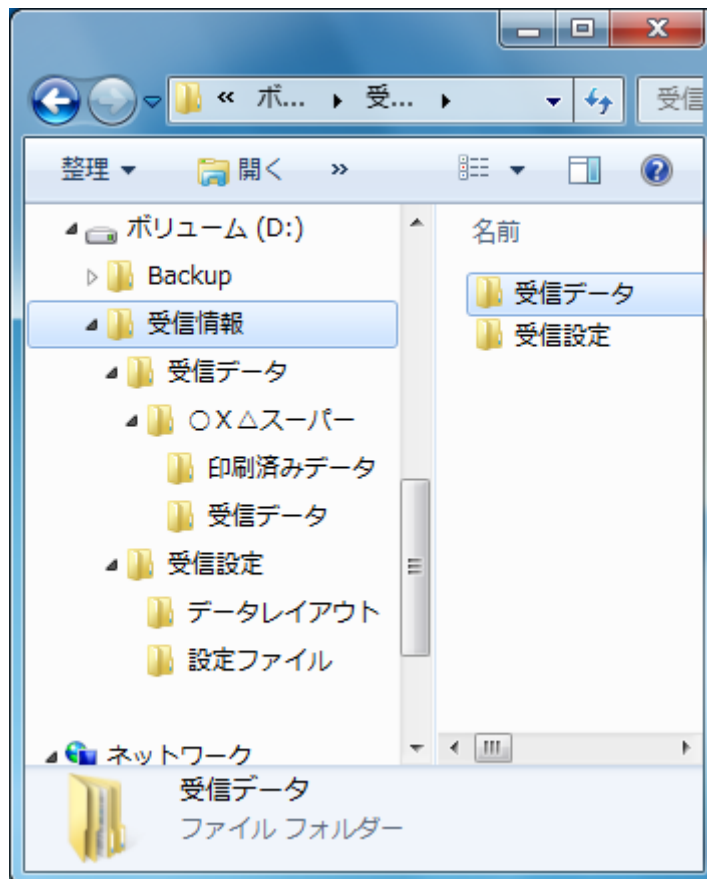 « ボ... ▸ 受... ▸ 受信
整理 ▼ 開く »
ボリューム (D:)
Backup
受信情報
受信データ
○X△スーパー
印刷済みデータ
受信データ
受信設定
データレイアウト
設定ファイル
ネットワーク
名前
受信データ
受信設定
受信データ
ファイル フォルダー